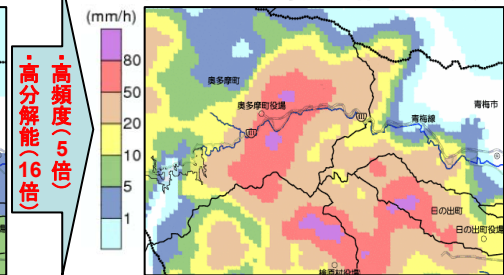 (mm/h)
80
50
20
10
5
1
・高頻度(5倍)
・高分解能(16倍)
奥多摩町
奥多摩町役場
青梅線
青梅市
日の出町
日の出町役場
檜原村役場